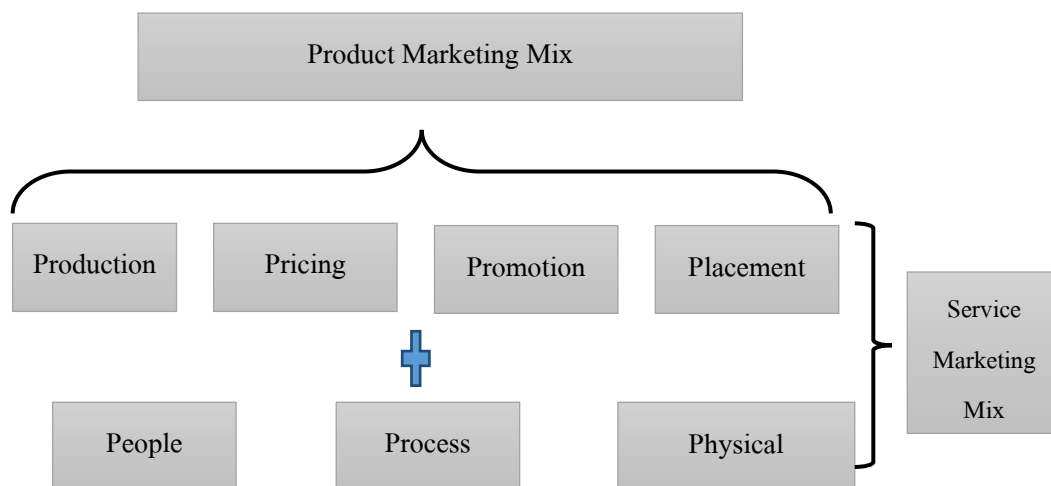 Product Marketing Mix
Production
Pricing
Promotion
Placement
Service
Marketing
Mix
People
Process
Physical